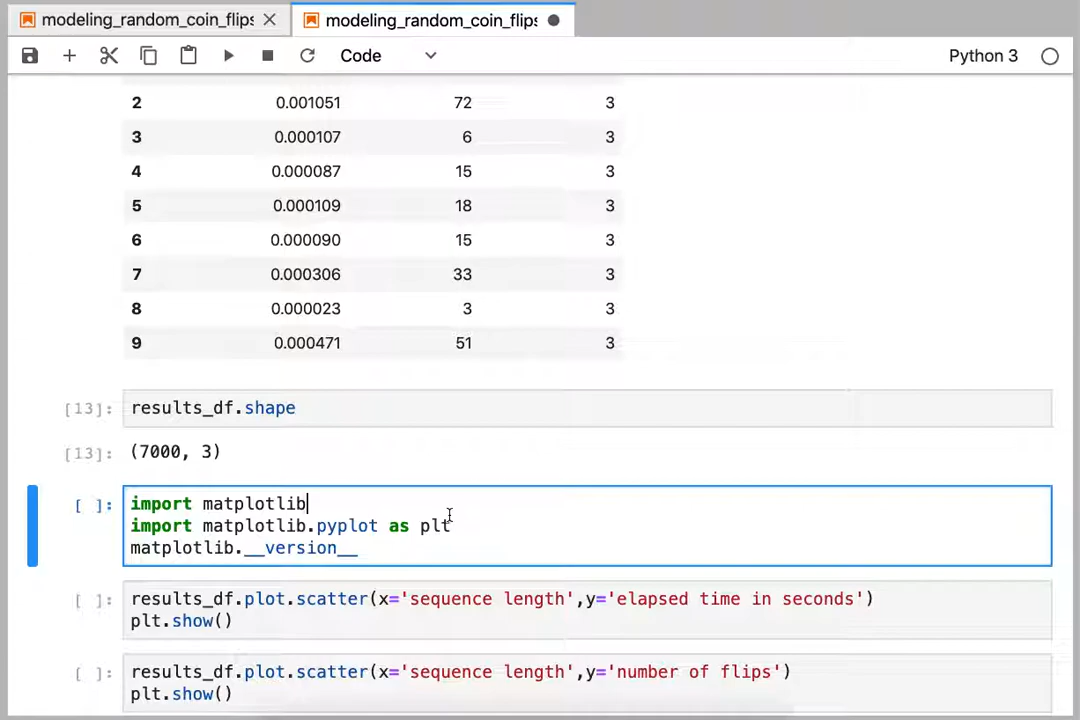 modeling_random_coin_flips modeling_random_coin_flips
Code Python 3
2 0.001051 72 3
3 0.000107 6 3
4 0.000087 15 3
5 0.000109 18 3
6 0.000090 15 3
7 0.000306 33 3
8 0.000023 3 3
9 0.000471 51 3
[13]: results_df.shape
[13]: (7000, 3)
[ ]: import matplotlib
import matplotlib.pyplot as plt
matplotlib.__version__
[ ]: results_df.plot.scatter(x='sequence length',y='elapsed time in seconds')
plt.show()
[ ]: results_df.plot.scatter(x='sequence length',y='number of flips')
plt.show()